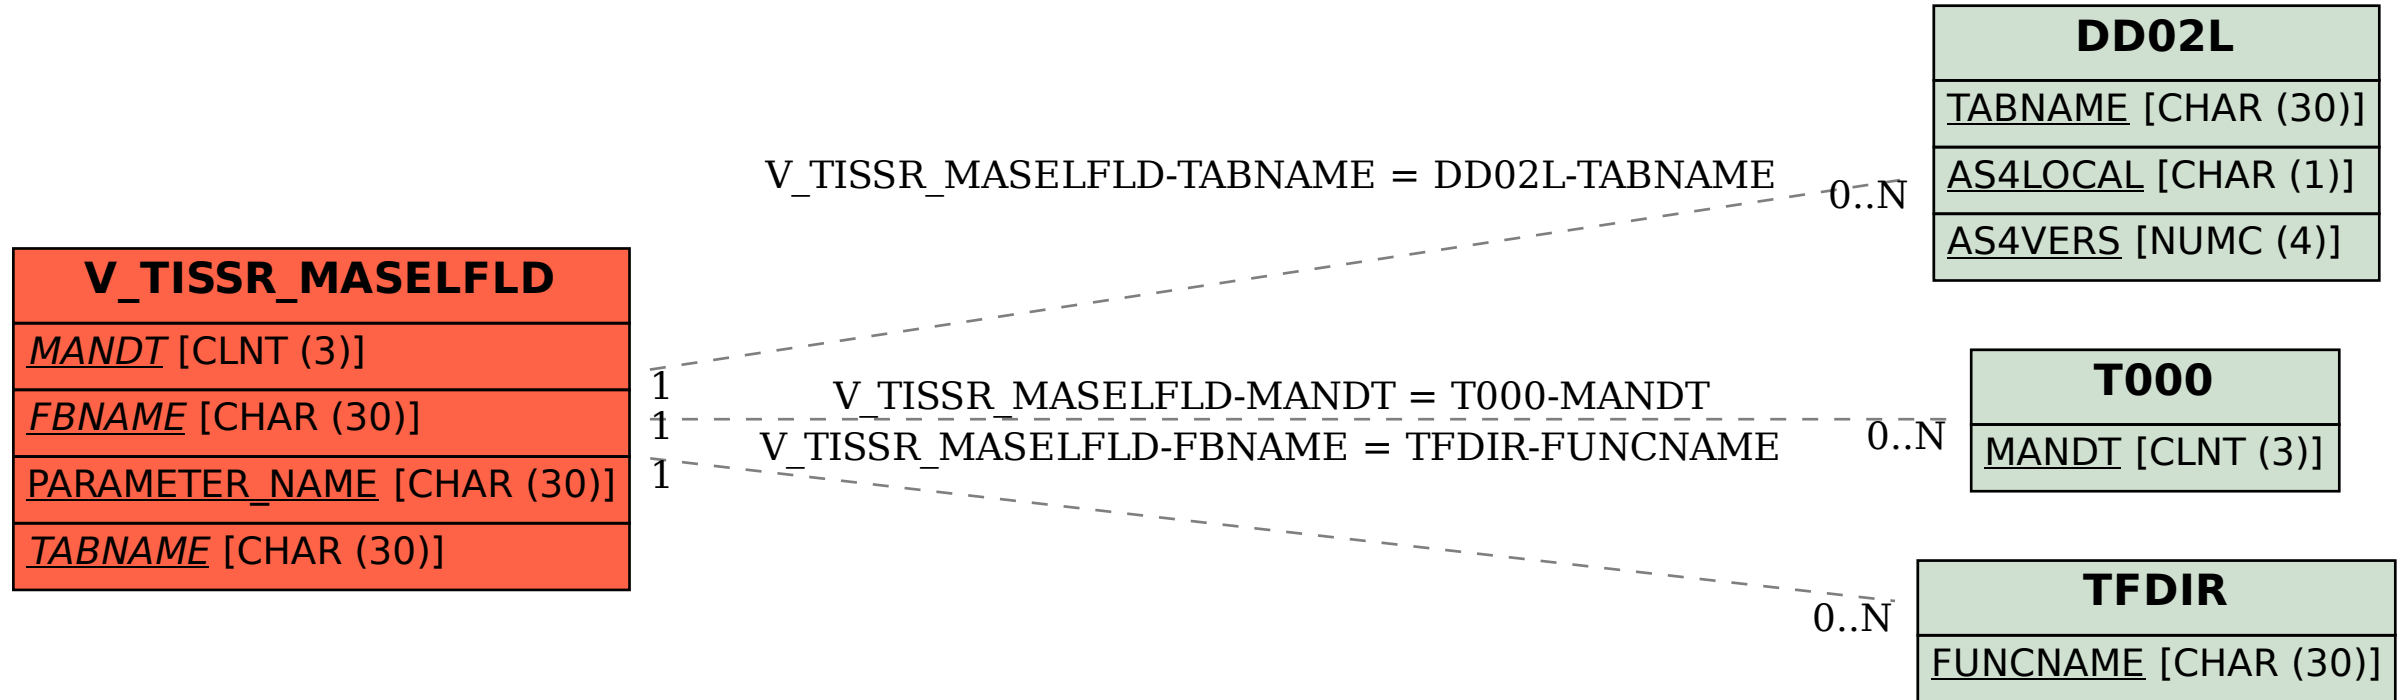 V_TISSR_MASELFLD
MANDT [CLNT (3)]
FBNAME [CHAR (30)]
PARAMETER_NAME [CHAR (30)]
TABNAME [CHAR (30)]
V_TISSR_MASELFLD-TABNAME = DD02L-TABNAME
0..N
1
V_TISSR_MASELFLD-MANDT = T000-MANDT
0..N
1
V_TISSR_MASELFLD-FBNAME = TFDIR-FUNCNAME
0..N
1
DD02L
TABNAME [CHAR (30)]
AS4LOCAL [CHAR (1)]
AS4VERS [NUMC (4)]
T000
MANDT [CLNT (3)]
TFDIR
FUNCNAME [CHAR (30)]